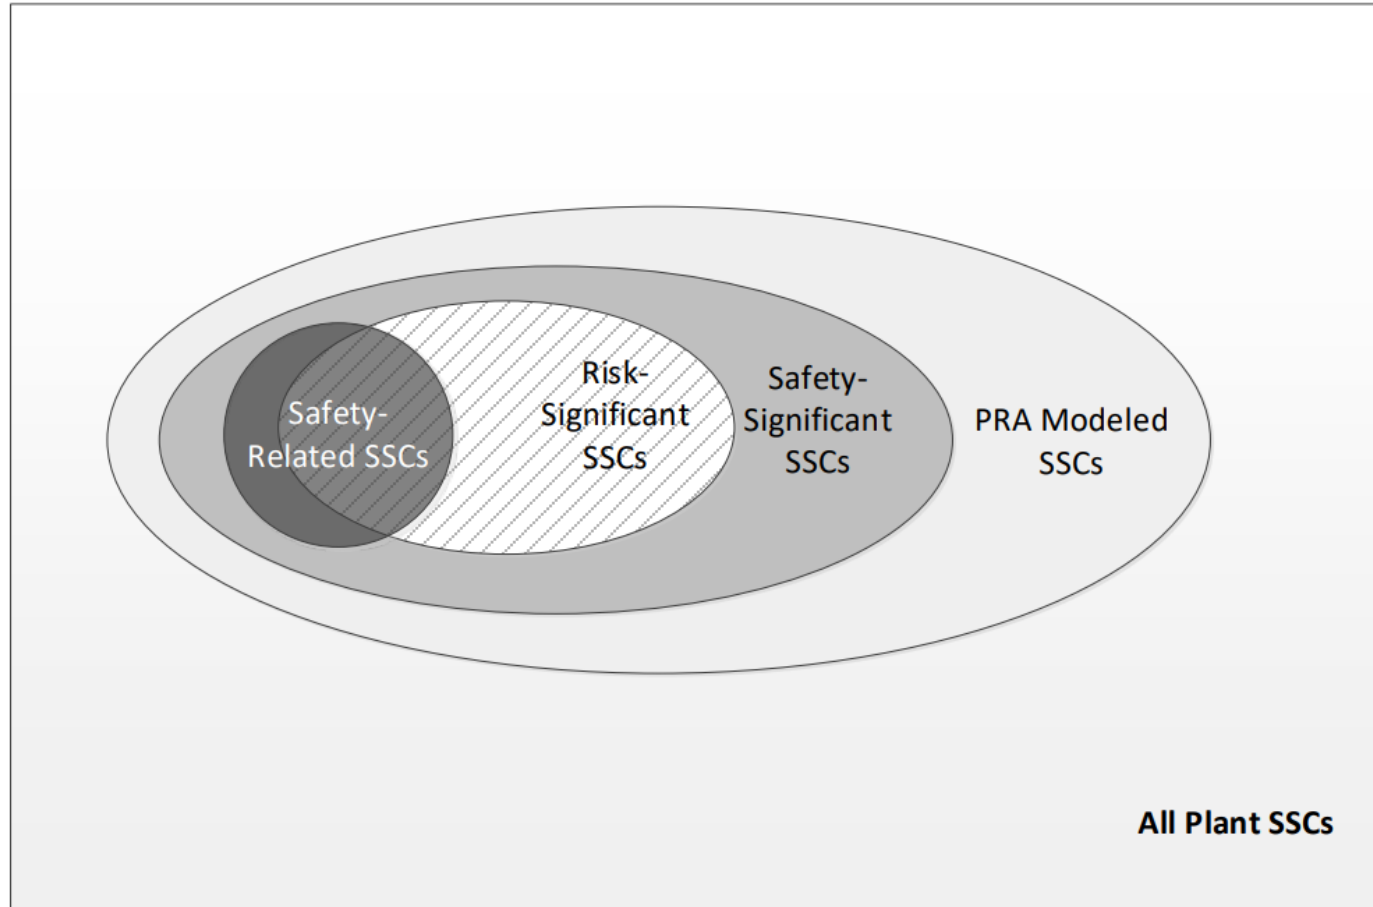 Safety-
Related SSCs
Risk-
Significant
SSCs
Safety-
Significant
SSCs
PRA Modeled
SSCs
All Plant SSCs